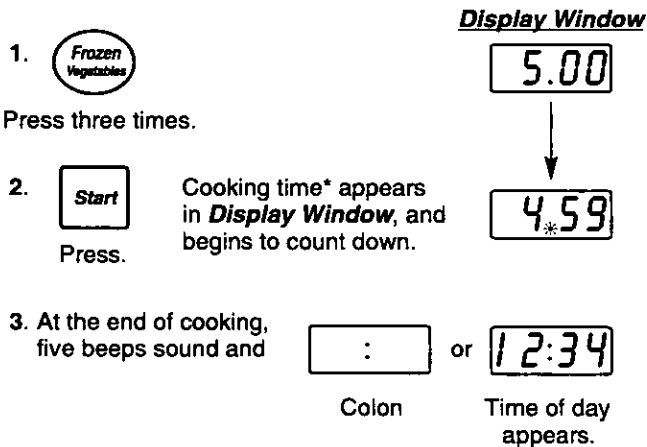 Display Window
1. Frozen
Vegetables
5.00
Press three times.
2. Start
Press.
Cooking time* appears
in Display Window, and
begins to count down.
4*59
3. At the end of cooking,
five beeps sound and
: or 12:34
Colon
Time of day
appears.